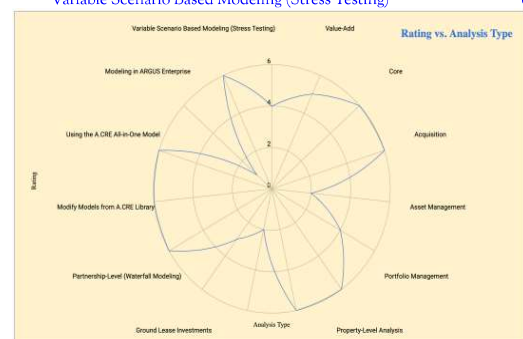 Variable Scenario Based Modeling (Stress Testing)
Variable Scenario Based Modeling (Stress Testing)
Value-Add
Rating vs. Analysis Type
6
Modeling in ARGUS Enterprise
Core
4
Using the A.CRE All-in-One Model
Acquisition
2
Rating
0
Modify Models from A.CRE Library
Asset Management
Partnership-Level (Waterfall Modeling)
Portfolio Management
Ground Lease Investments
Analysis Type
Property-Level Analysis